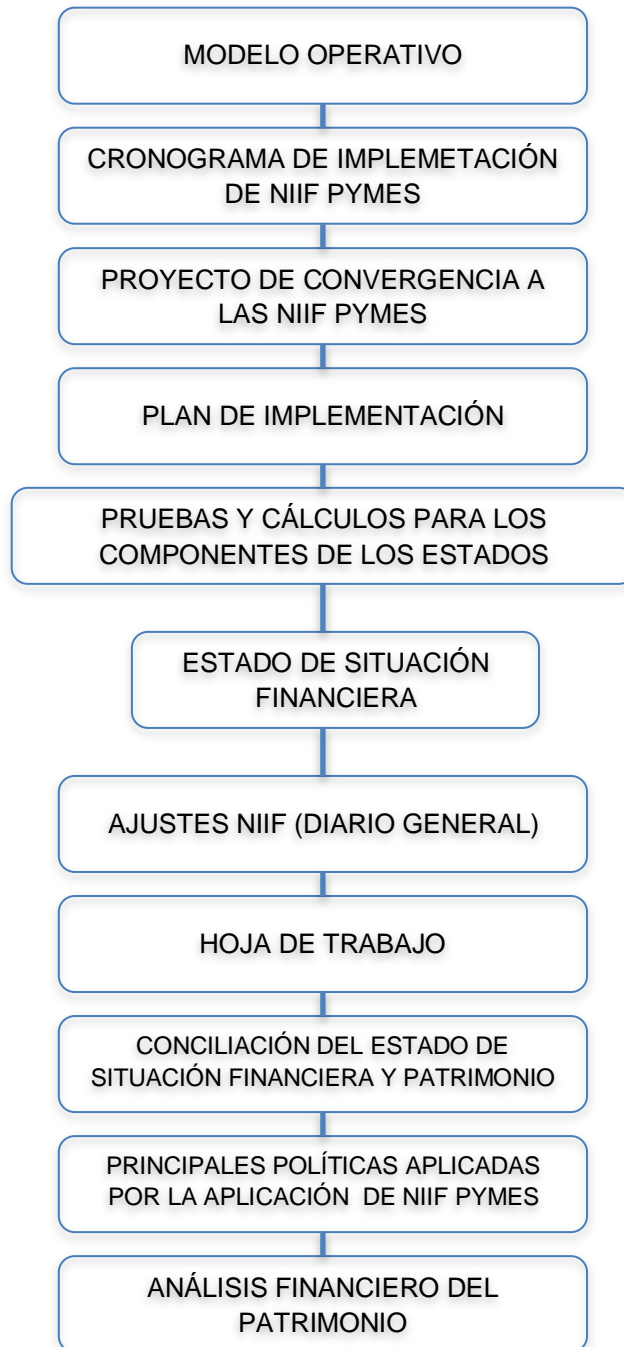 MODELO OPERATIVO
CRONOGRAMA DE IMPLEMETACIÓN
DE NIIF PYMES
PROYECTO DE CONVERGENCIA A
LAS NIIF PYMES
PLAN DE IMPLEMENTACIÓN
PRUEBAS Y CÁLCULOS PARA LOS
COMPONENTES DE LOS ESTADOS
ESTADO DE SITUACIÓN
FINANCIERA
AJUSTES NIIF (DIARIO GENERAL)
HOJA DE TRABAJO
CONCILIACIÓN DEL ESTADO DE
SITUACIÓN FINANCIERA Y PATRIMONIO
PRINCIPALES POLÍTICAS APLICADAS
POR LA APLICACIÓN DE NIIF PYMES
ANÁLISIS FINANCIERO DEL
PATRIMONIO